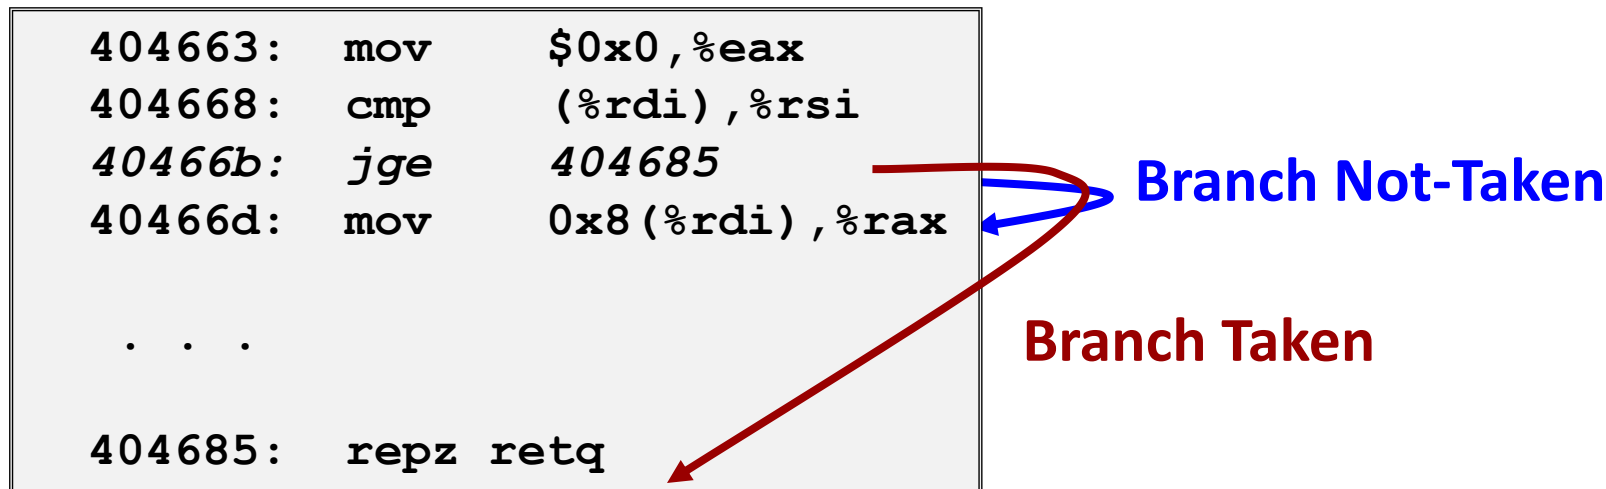 404663: mov $0x0,%eax
404668: cmp (%rdi),%rsi
40466b: jge 404685
Branch Not-Taken
40466d: mov 0x8(%rdi),%rax
. . .
Branch Taken
404685: repz retq